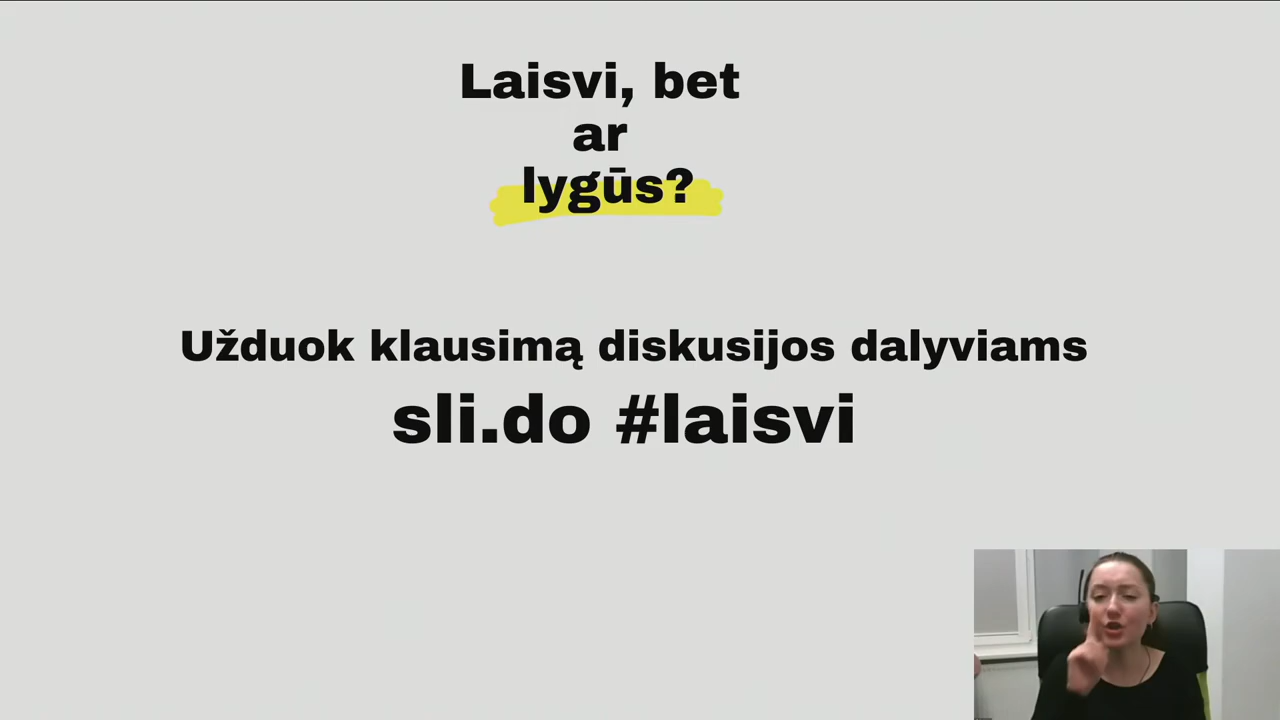 Laisvi, bet
ar
lygūs?
Užduok klausimą diskusijos dalyviams
sli.do #laisvi